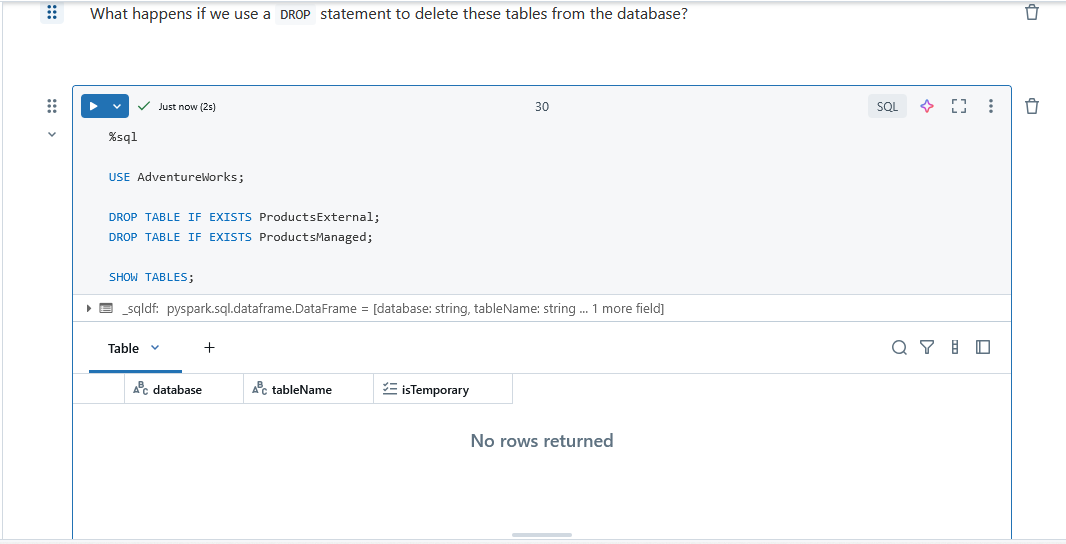 What happens if we use a DROP statement to delete these tables from the database?
Just now (2s)
30
SQL
%sql
USE AdventureWorks;
DROP TABLE IF EXISTS ProductsExternal;
DROP TABLE IF EXISTS ProductsManaged;
SHOW TABLES;
_sqldf: pyspark.sql.dataframe.DataFrame = [database: string, tableName: string ... 1 more field]
Table +
ABC database ABC tableName isTemporary
No rows returned